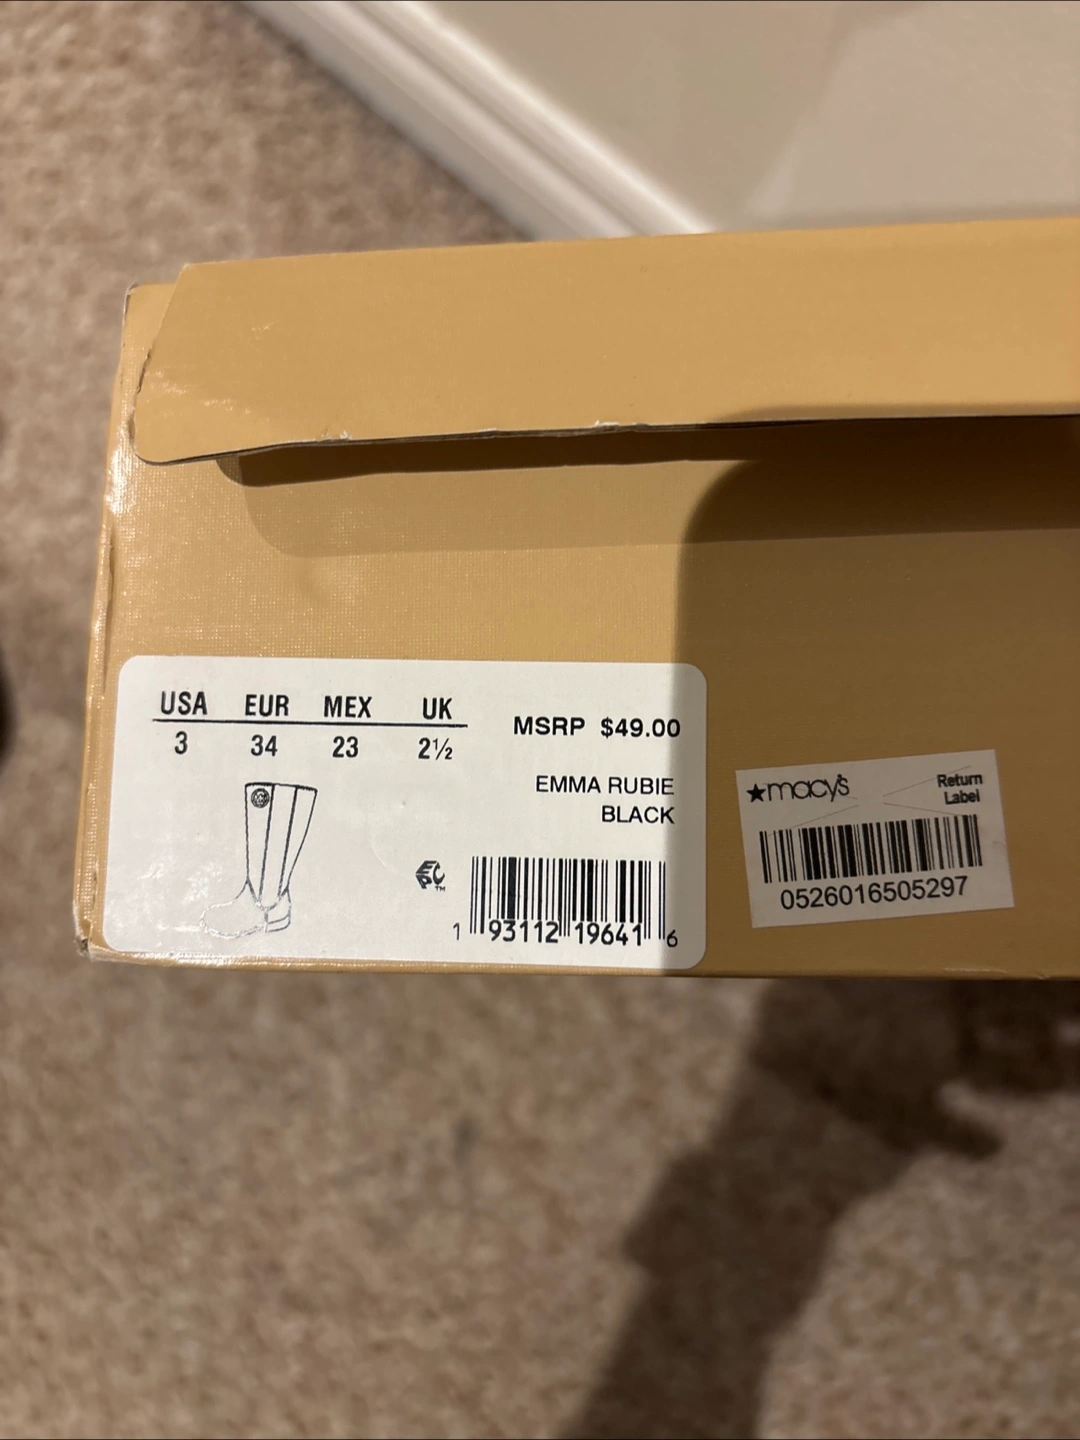 USA EUR MEX UK
3 34 23 2½
MSRP $49.00
EMMA RUBIE
BLACK
1 93112 19641 6
★macy's
Return
Label
0526016505297